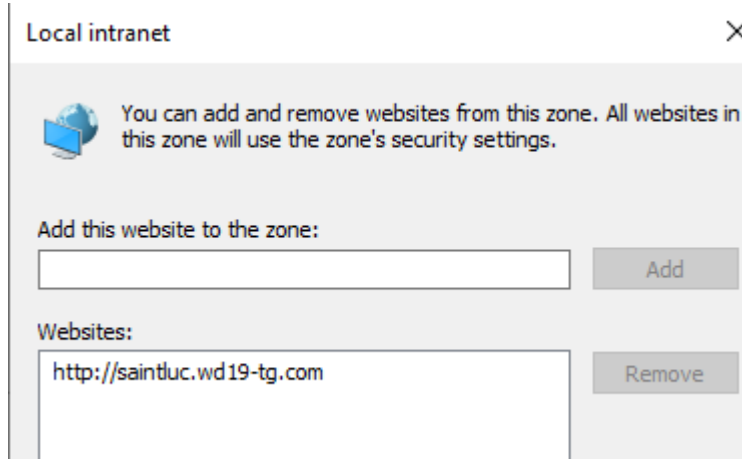 Local intranet
You can add and remove websites from this zone. All websites in
this zone will use the zone's security settings.
Add this website to the zone:
Add
Websites:
http://saintluc.wd19-tg.com
Remove